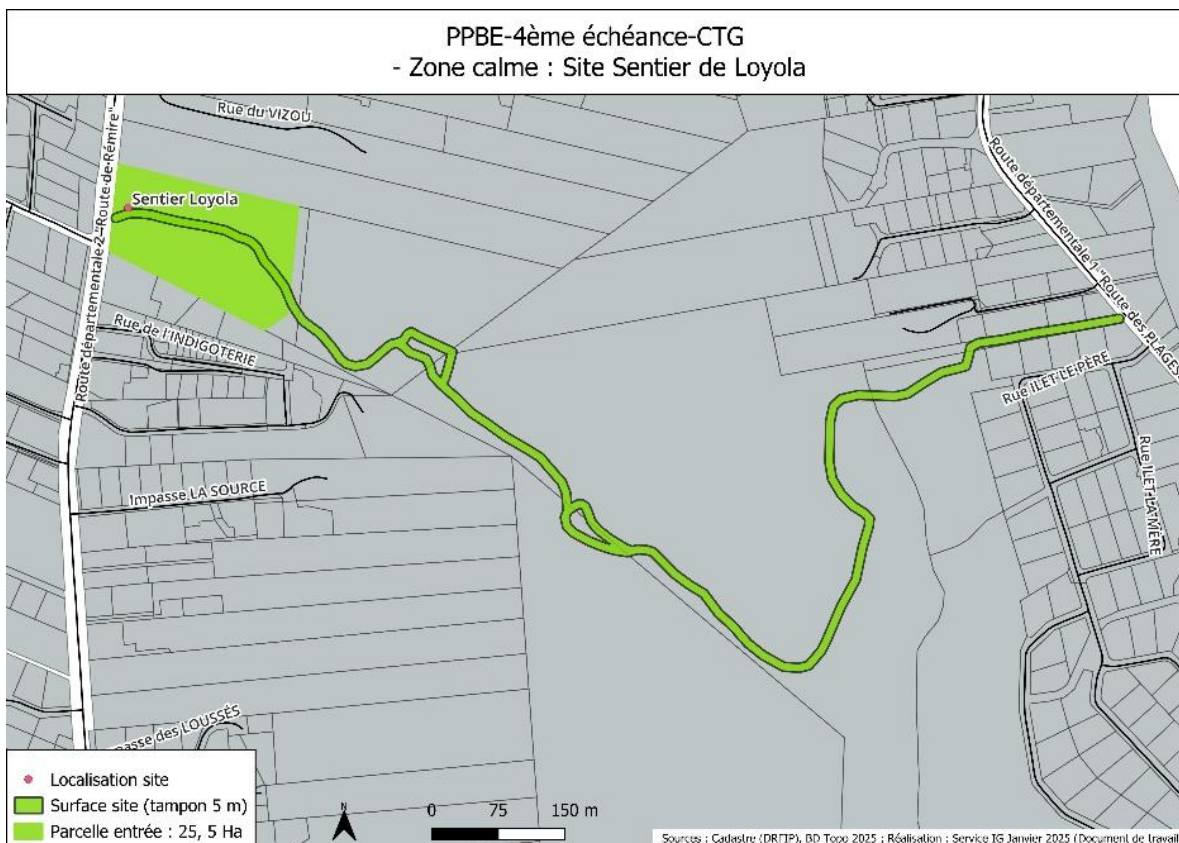 PPBE-4ème échéance-CTG
- Zone calme : Site Sentier de Loyola
Rue du VIZOU
Route départementale 2 "Route de Rémire"
Sentier Loyola
Route départementale 1 "Route des PLAGES"
Rue de l'INDIGOTERIE
Rue ILET LE PÈRE
Rue ILET LA MÈRE
Impasse LA SOURCE
passe des LOUSSÉS
Localisation site
Surface site (tampon 5 m)
Parcelle entrée : 25, 5 Ha
N
0 75 150 m
Sources : Cadastre (DRFIP), BD Topo 2025 ; Réalisation : Service IG Janvier 2025 (Document de travail